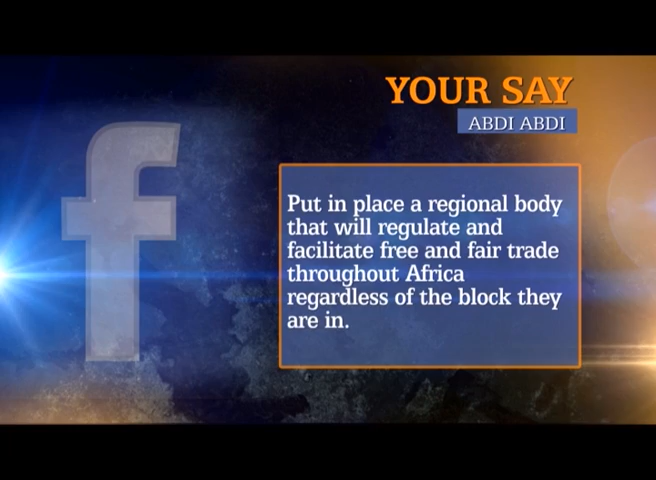 YOUR SAY
ABDI ABDI
f
Put in place a regional body
that will regulate and
facilitate free and fair trade
throughout Africa
regardless of the block they
are in.